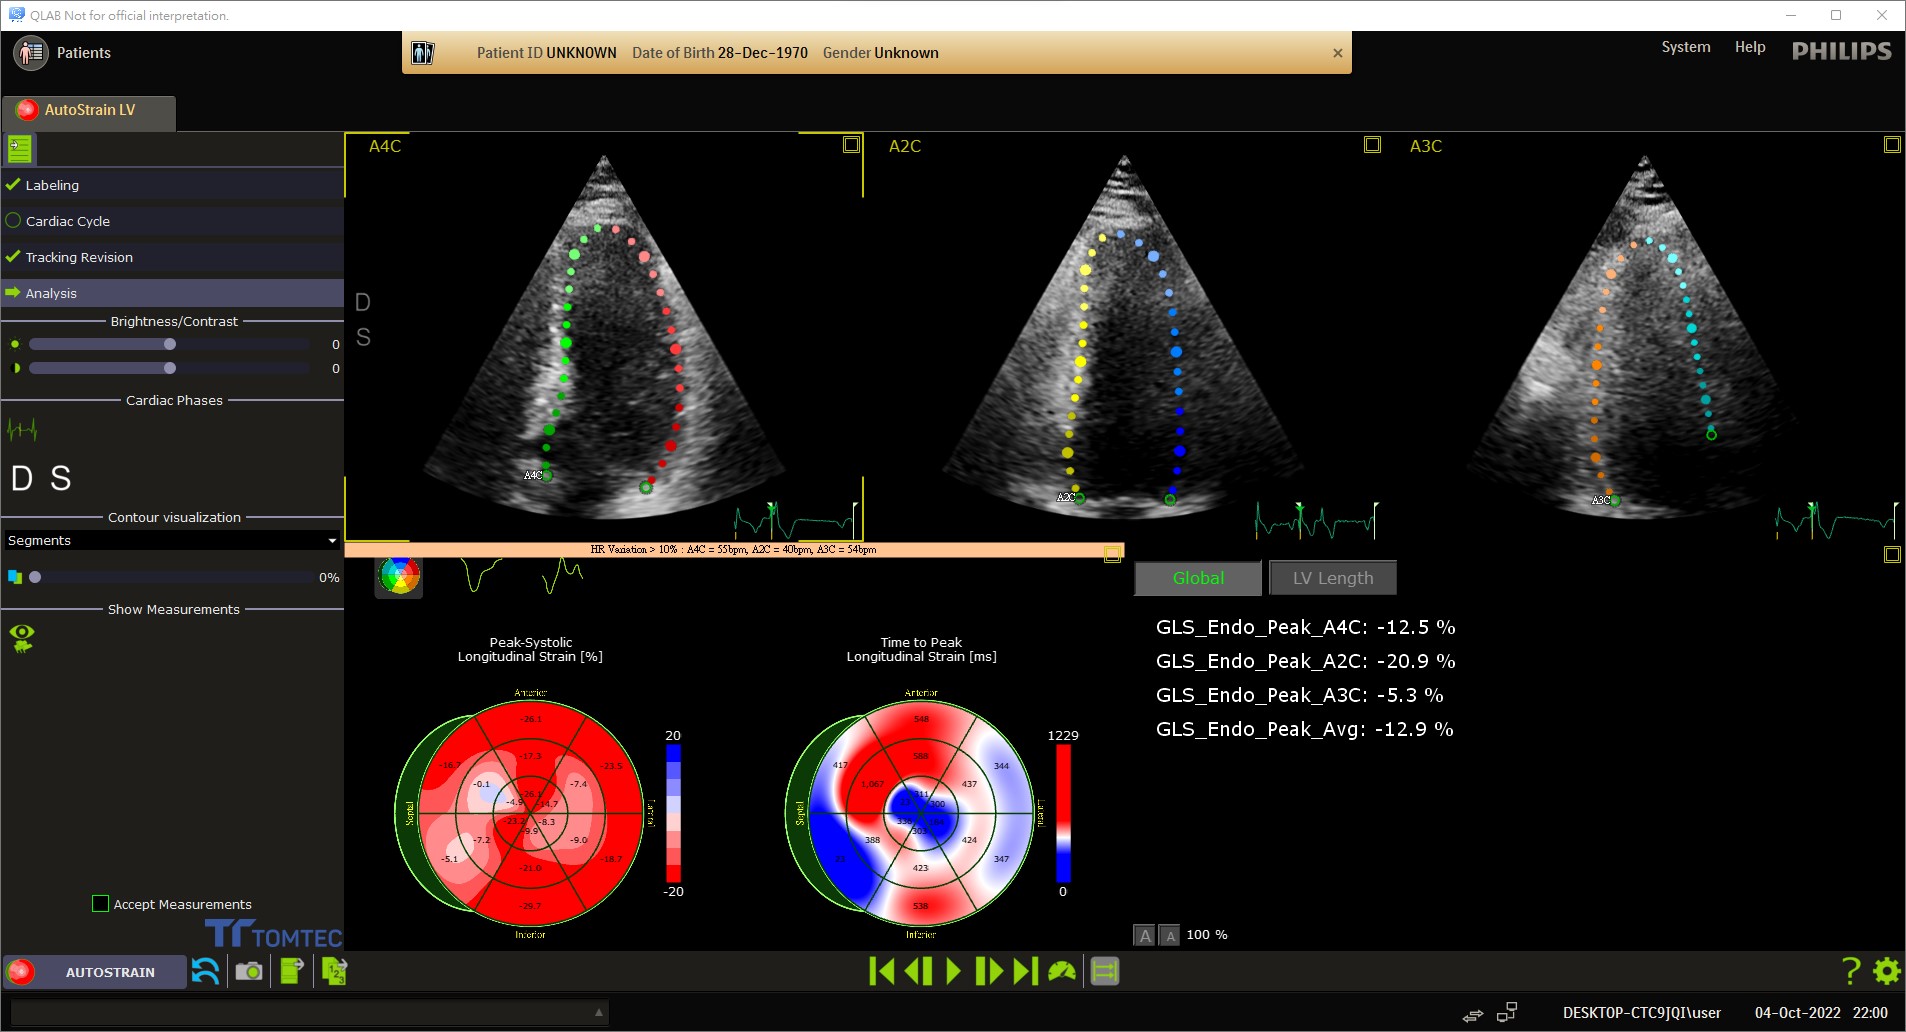 QLAB Not for official interpretation.
Patients
Patient ID UNKNOWN Date of Birth 28-Dec-1970 Gender Unknown
System Help PHILIPS
AutoStrain LV
Labeling
Cardiac Cycle
Tracking Revision
Analysis
Brightness/Contrast
0
0
Cardiac Phases
D S
Contour visualization
Segments
0%
Show Measurements
Accept Measurements
TOMTEC
A4C
D
S
A4C
A2C
A2C
A3C
A3C
HR Variation > 10% : A4C = 55bpm, A2C = 40bpm, A3C = 54bpm
Peak-Systolic
Longitudinal Strain [%]
Anterior
-26.1
-16.7 -17.3 -23.5
-0.1 -7.4
-26.1
-4.9 -14.7
Septal Lateral
-23.2 -8.3
-9.9
-7.2 -9.0
-5.1 -21.0 -18.7
-29.7
Inferior
20
-20
Time to Peak
Longitudinal Strain [ms]
Anterior
548
417 588 344
1,067 437
311
300
Septal Lateral
303
388 424
423 347
538
Inferior
1229
0
Global LV Length
GLS_Endo_Peak_A4C: -12.5 %
GLS_Endo_Peak_A2C: -20.9 %
GLS_Endo_Peak_A3C: -5.3 %
GLS_Endo_Peak_Avg: -12.9 %
A A 100 %
AUTOSTRAIN
DESKTOP-CTC9JQI\user 04-Oct-2022 22:00